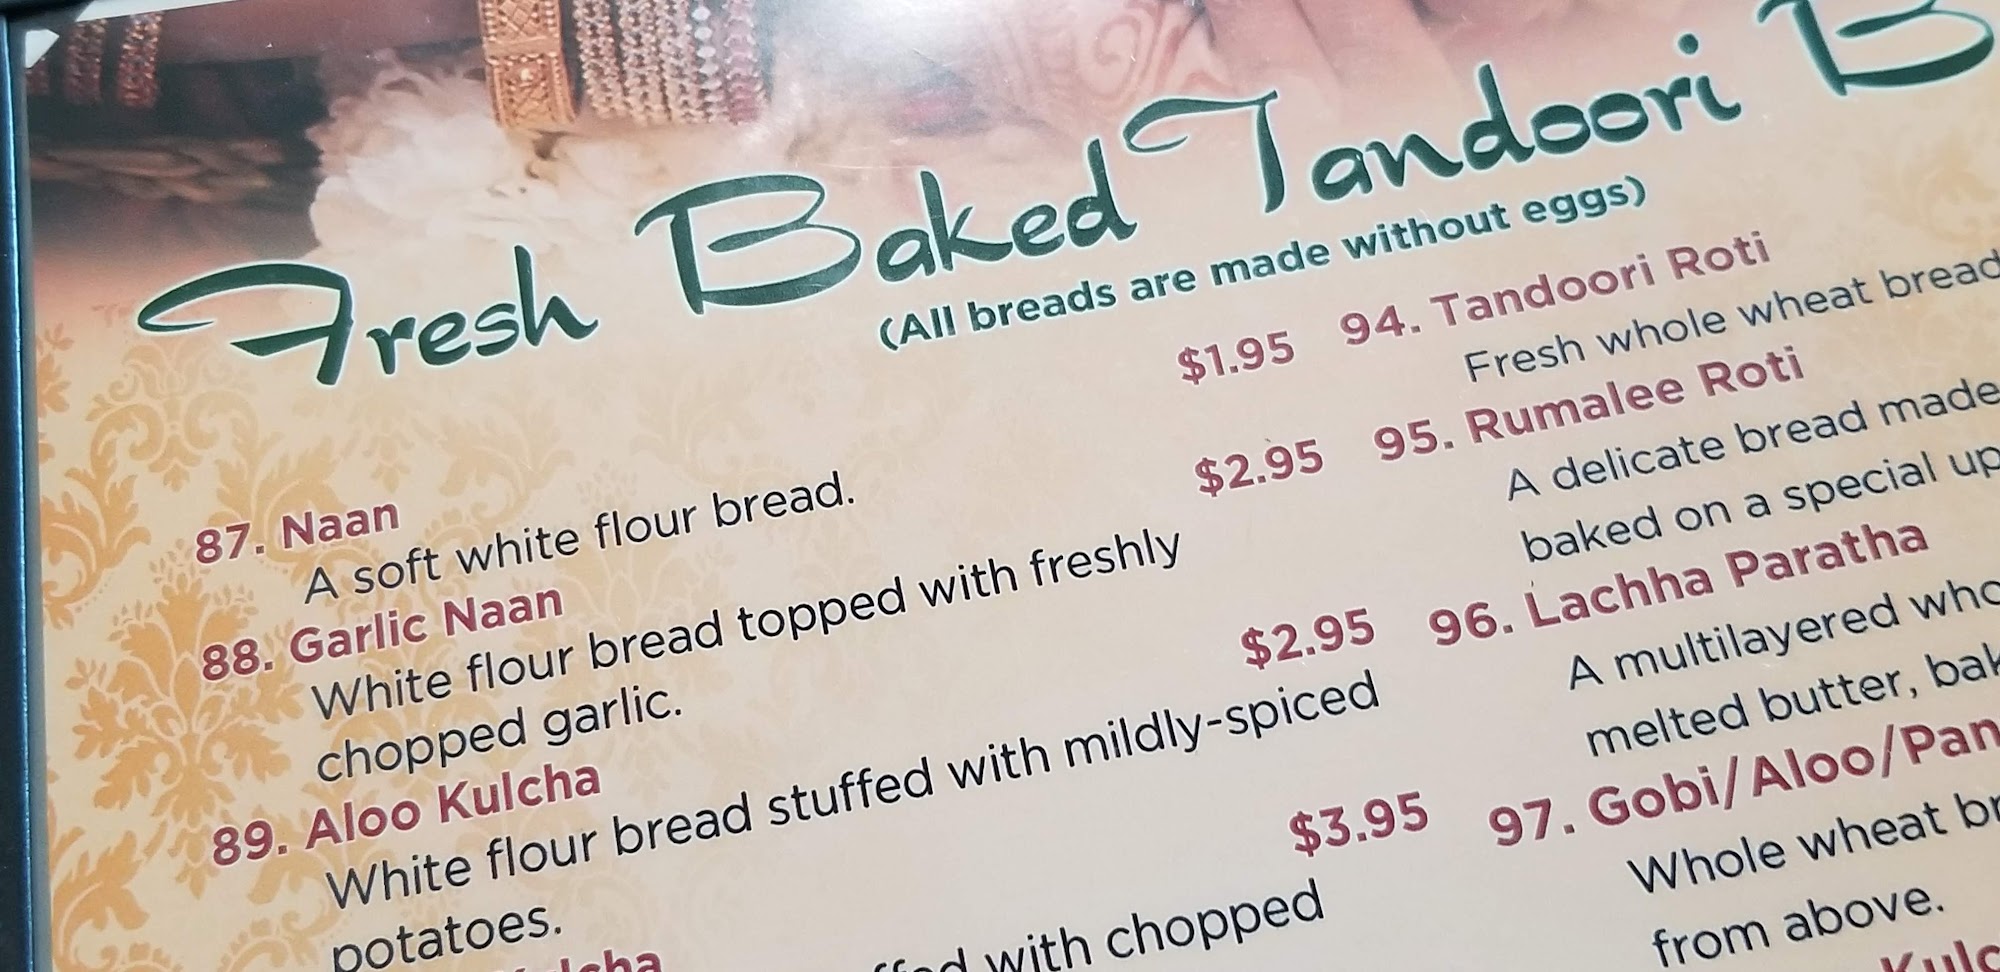 Fresh Baked Tandoori B
(All breads are made without eggs)
87. Naan $1.95
A soft white flour bread.
88. Garlic Naan $2.95
White flour bread topped with freshly
chopped garlic.
89. Aloo Kulcha $2.95
White flour bread stuffed with mildly-spiced
potatoes.
$3.95
with chopped
94. Tandoori Roti
Fresh whole wheat bread
95. Rumalee Roti
A delicate bread made
baked on a special up
96. Lachha Paratha
A multilayered who
melted butter, bak
97. Gobi/Aloo/Pan
Whole wheat br
from above.